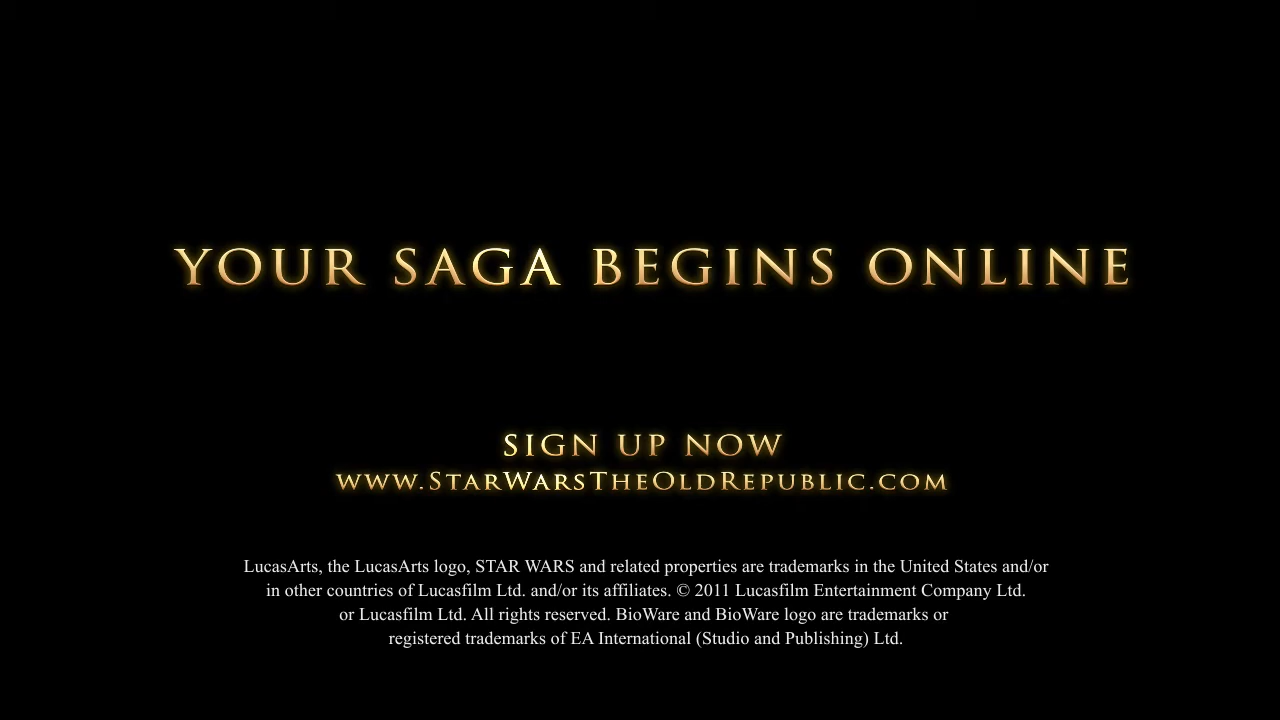 YOUR SAGA BEGINS ONLINE
SIGN UP NOW
www.StarWarsTheOldRepublic.com
LucasArts, the LucasArts logo, STAR WARS and related properties are trademarks in the United States and/or
in other countries of Lucasfilm Ltd. and/or its affiliates. © 2011 Lucasfilm Entertainment Company Ltd.
or Lucasfilm Ltd. All rights reserved. BioWare and BioWare logo are trademarks or
registered trademarks of EA International (Studio and Publishing) Ltd.